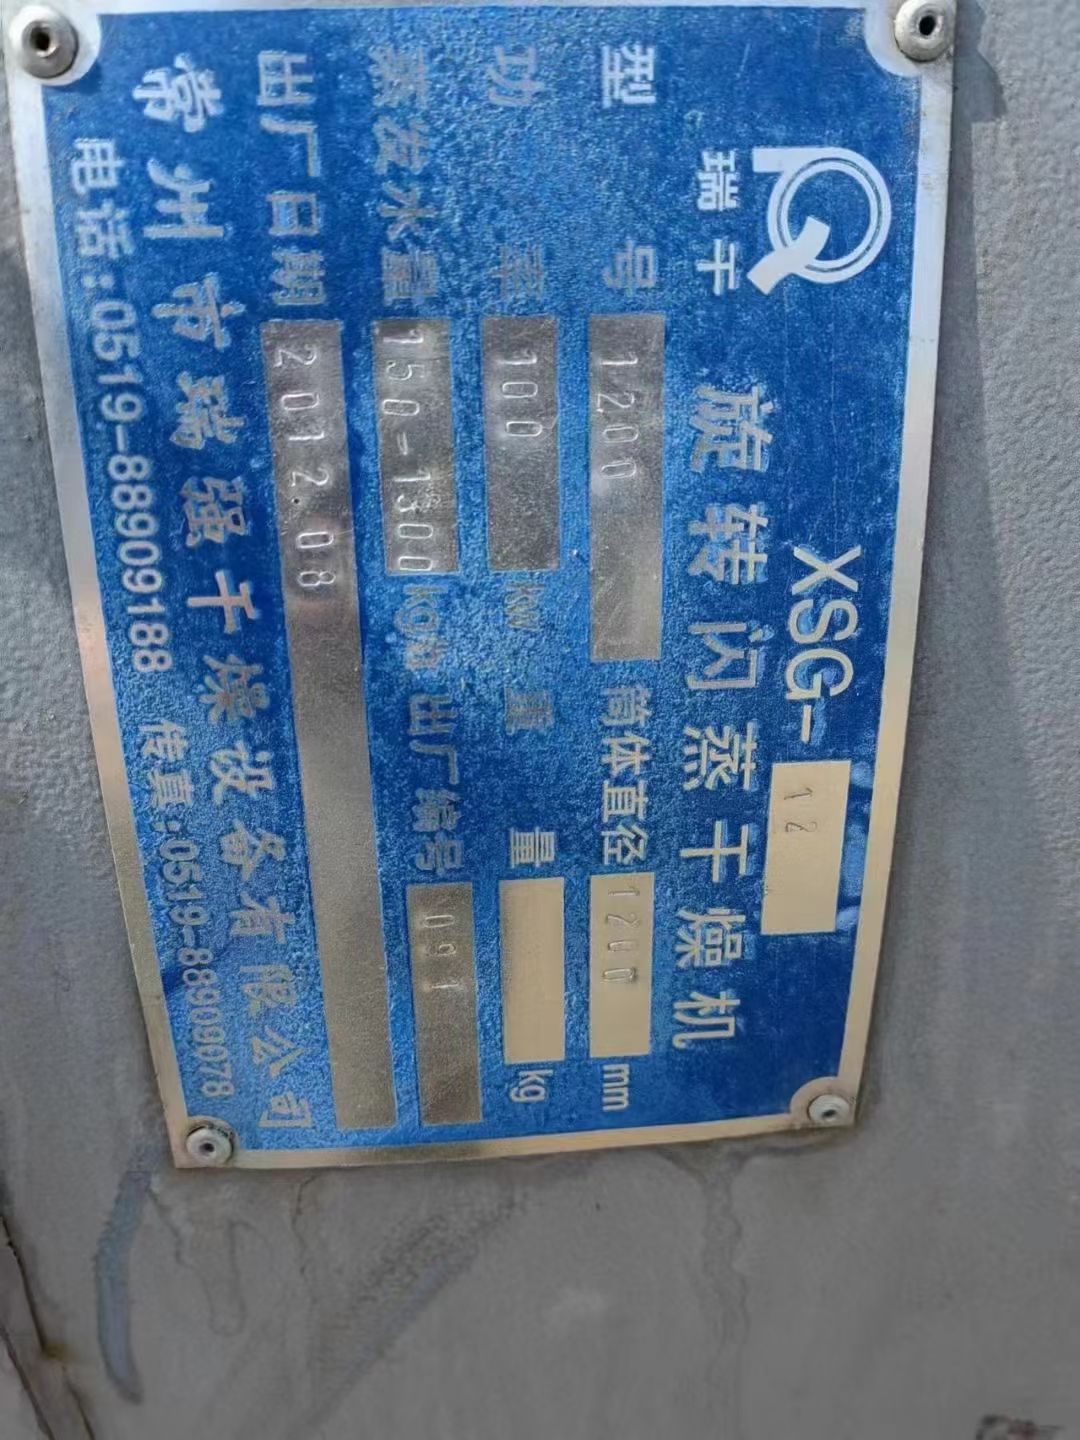 瑞干
XSG-12
旋转闪蒸干燥机
型号 1200 筒体直径 1200 mm
功率 100 kw 重量 kg
蒸发水量 150-1300 kg/h 出厂编号 091
出厂日期 2012.08
常州市瑞强干燥设备有限公司
电话:0519-88909188 传真:0519-88909078